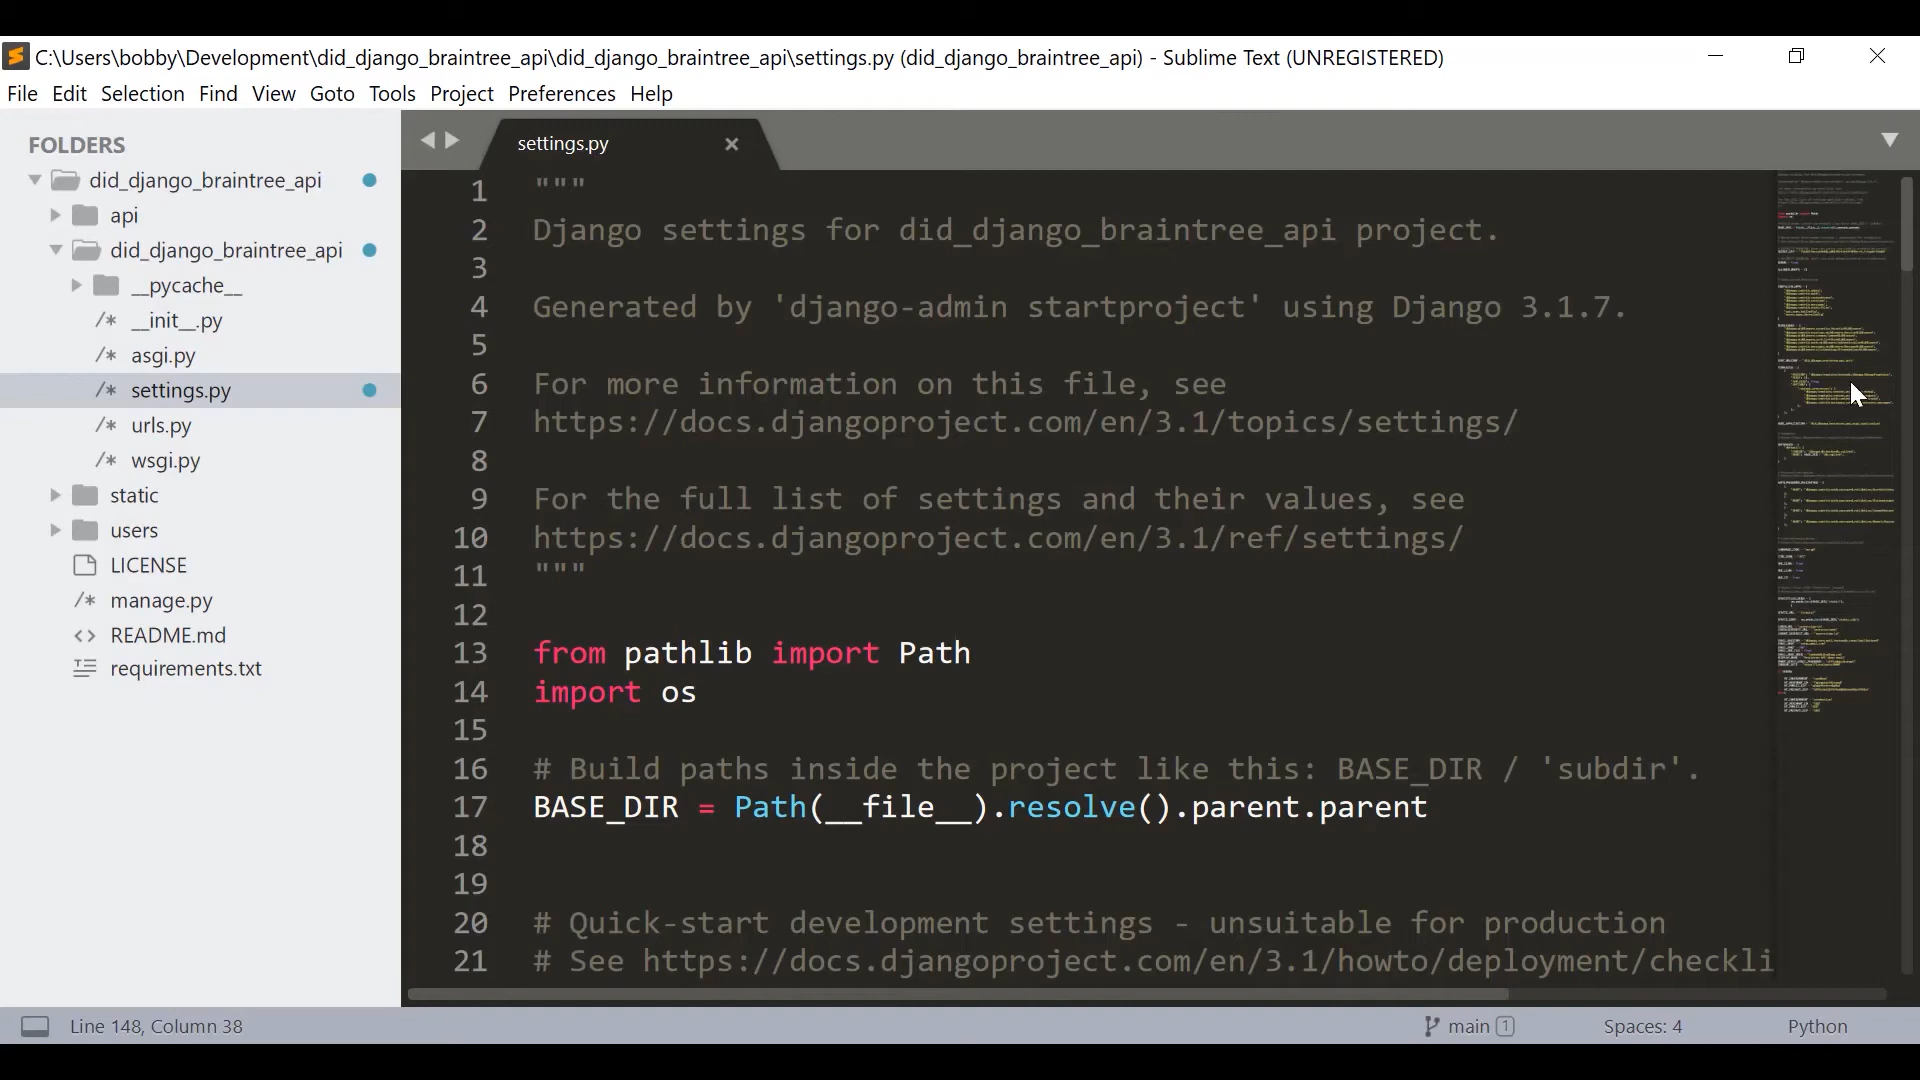 C:\Users\bobby\Development\did_django_braintree_api\did_django_braintree_api\settings.py (did_django_braintree_api) - Sublime Text (UNREGISTERED)
File Edit Selection Find View Goto Tools Project Preferences Help
FOLDERS
did_django_braintree_api
api
did_django_braintree_api
__pycache__
/* __init__.py
/* asgi.py
/* settings.py
/* urls.py
/* wsgi.py
static
users
LICENSE
/* manage.py
<> README.md
requirements.txt
settings.py
1 """
2 Django settings for did_django_braintree_api project.
3
4 Generated by 'django-admin startproject' using Django 3.1.7.
5
6 For more information on this file, see
7 https://docs.djangoproject.com/en/3.1/topics/settings/
8
9 For the full list of settings and their values, see
10 https://docs.djangoproject.com/en/3.1/ref/settings/
11 """
12
13 from pathlib import Path
14 import os
15
16 # Build paths inside the project like this: BASE_DIR / 'subdir'.
17 BASE_DIR = Path(__file__).resolve().parent.parent
18
19
20 # Quick-start development settings - unsuitable for production
21 # See https://docs.djangoproject.com/en/3.1/howto/deployment/checkli
Line 148, Column 38
main 1
Spaces: 4
Python